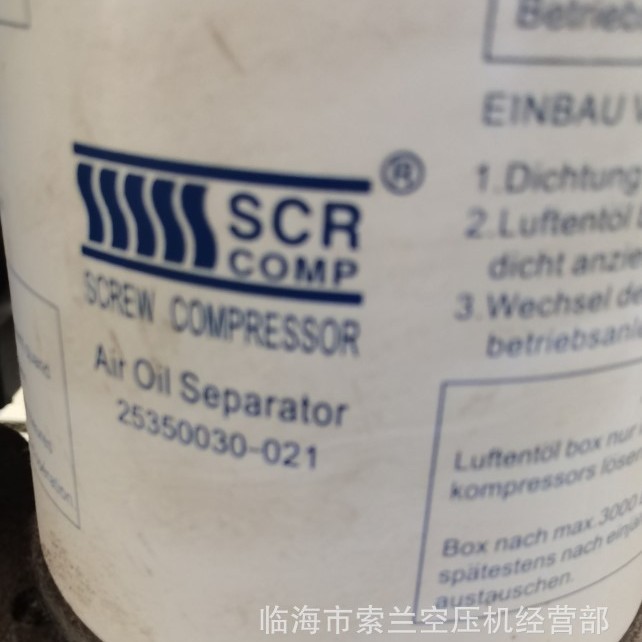 SCR
COMP
®
SCREW COMPRESSOR
Air Oil Separator
25350030-021
EINBAU
1.Dichtung
2.Luftentöl
dicht anzie
3.Wechsel de
betriebsanl
Luftentöl box nur
kompressors lösen
Box nach max.3000
spätestens nach einja
austauschen.
临海市索兰空压机经营部